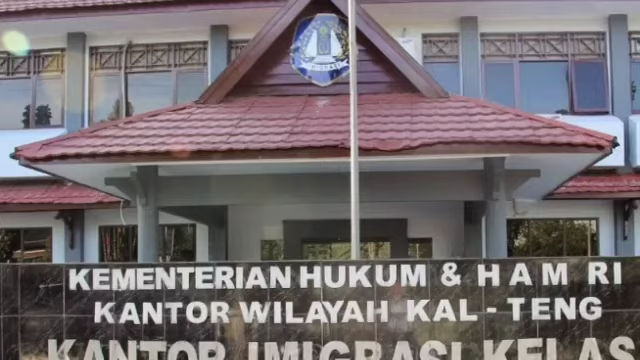 KEMENTERIAN HUKUM & HAM RI
KANTOR WILAYAH KAL - TENG
KANTOR IMIGRASI KELAS